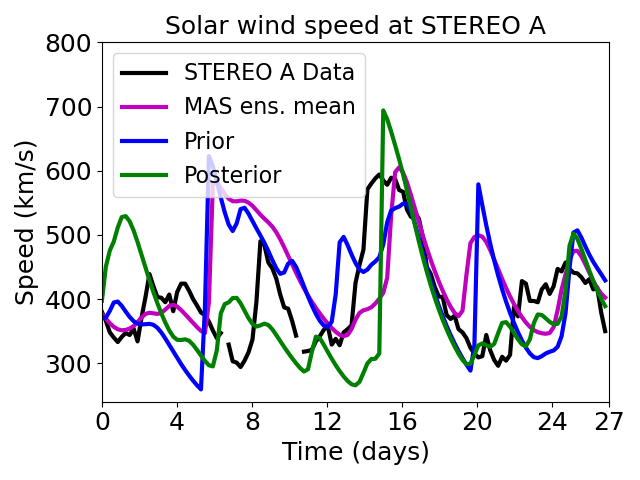 Solar wind speed at STEREO A
Speed (km/s)
800
700
600
500
400
300
STEREO A Data
MAS ens. mean
Prior
Posterior
0 4 8 12 16 20 24 27
Time (days)